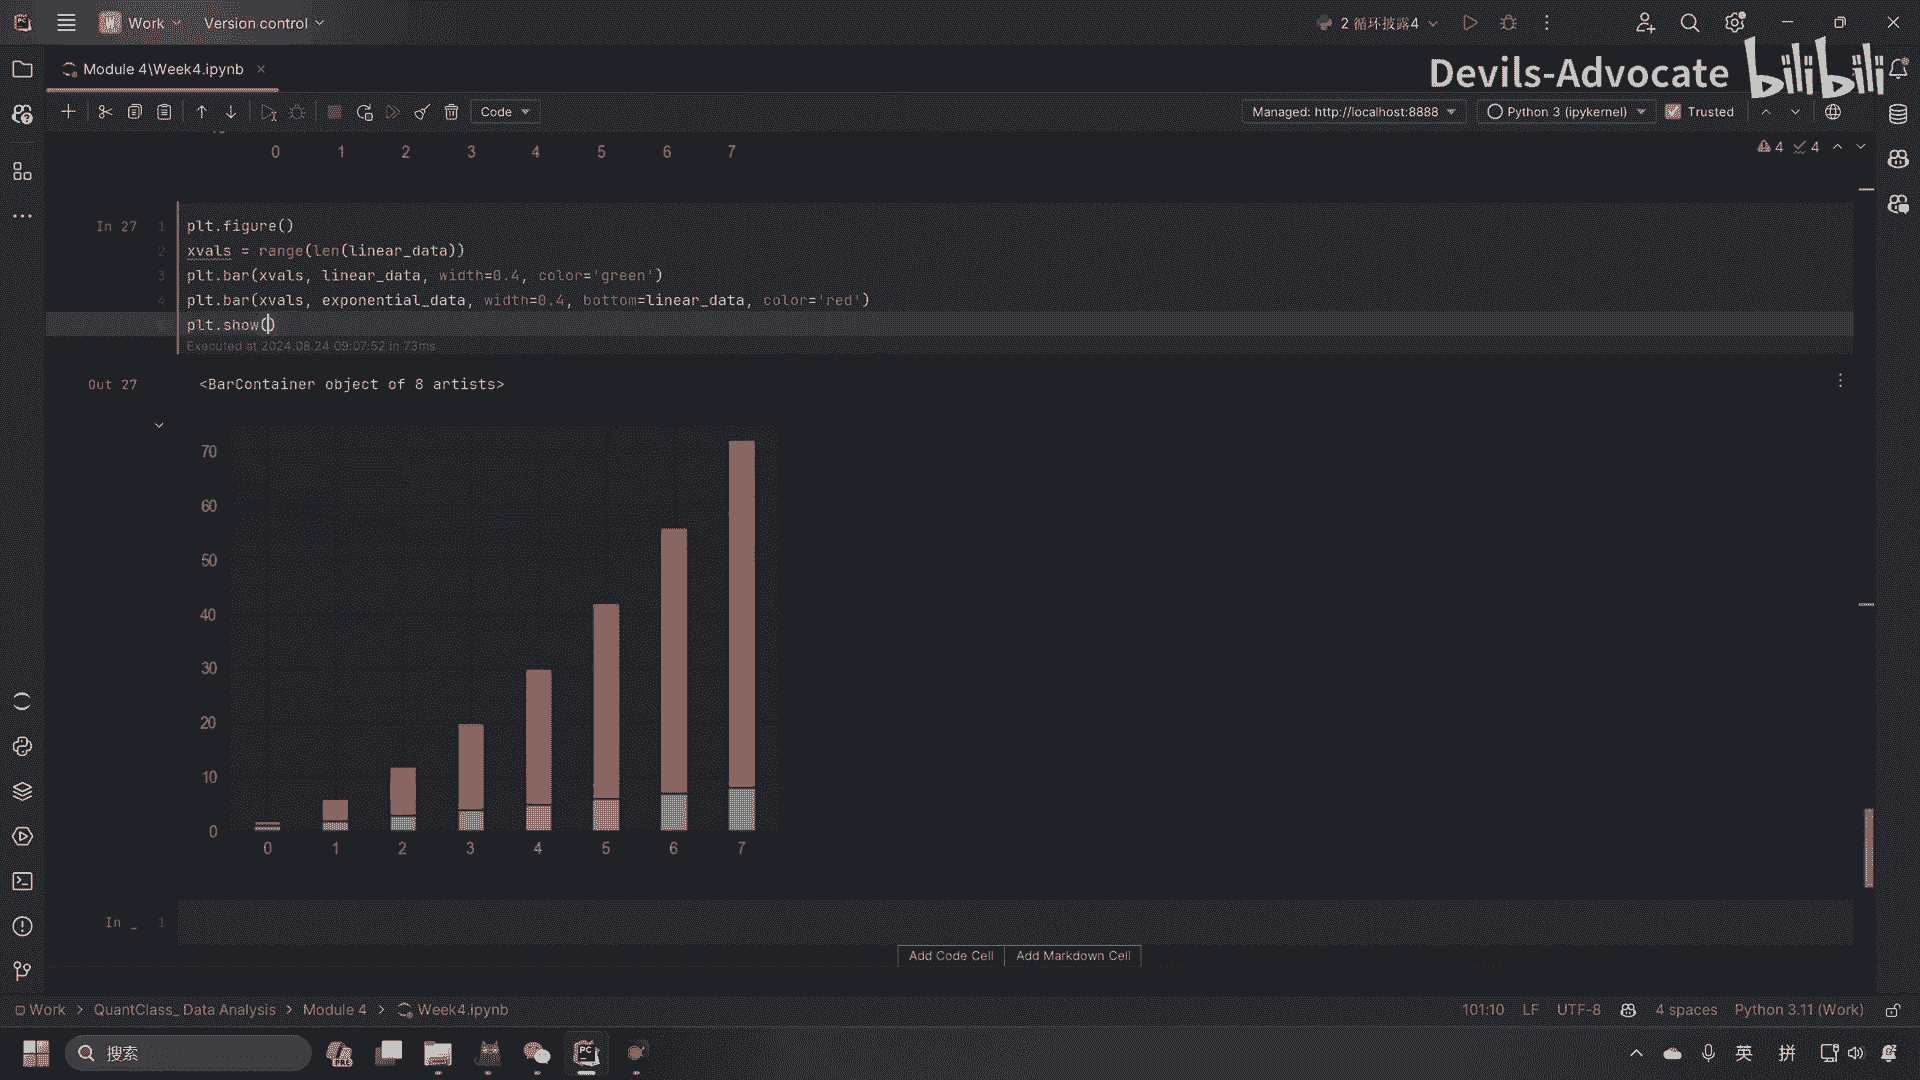 Work
Version control
2 循环披露4
Module 4\Week4.ipynb
Devils-Advocate
bilibili
Code
Managed: http://localhost:8888
Python 3 (ipykernel)
Trusted
0 1 2 3 4 5 6 7
4 4
In 27
1 plt.figure()
2 xvals = range(len(linear_data))
3 plt.bar(xvals, linear_data, width=0.4, color='green')
4 plt.bar(xvals, exponential_data, width=0.4, bottom=linear_data, color='red')
plt.show()
Executed at 2024.08.24 09:07:52 in 73ms
Out 27
<BarContainer object of 8 artists>
70
60
50
40
30
20
10
0
0 1 2 3 4 5 6 7
In _ 1
Add Code Cell
Add Markdown Cell
Work > QuantClass_ Data Analysis > Module 4 > Week4.ipynb
101:10 LF UTF-8 4 spaces Python 3.11 (Work)
搜索
PRE
PC
英
拼